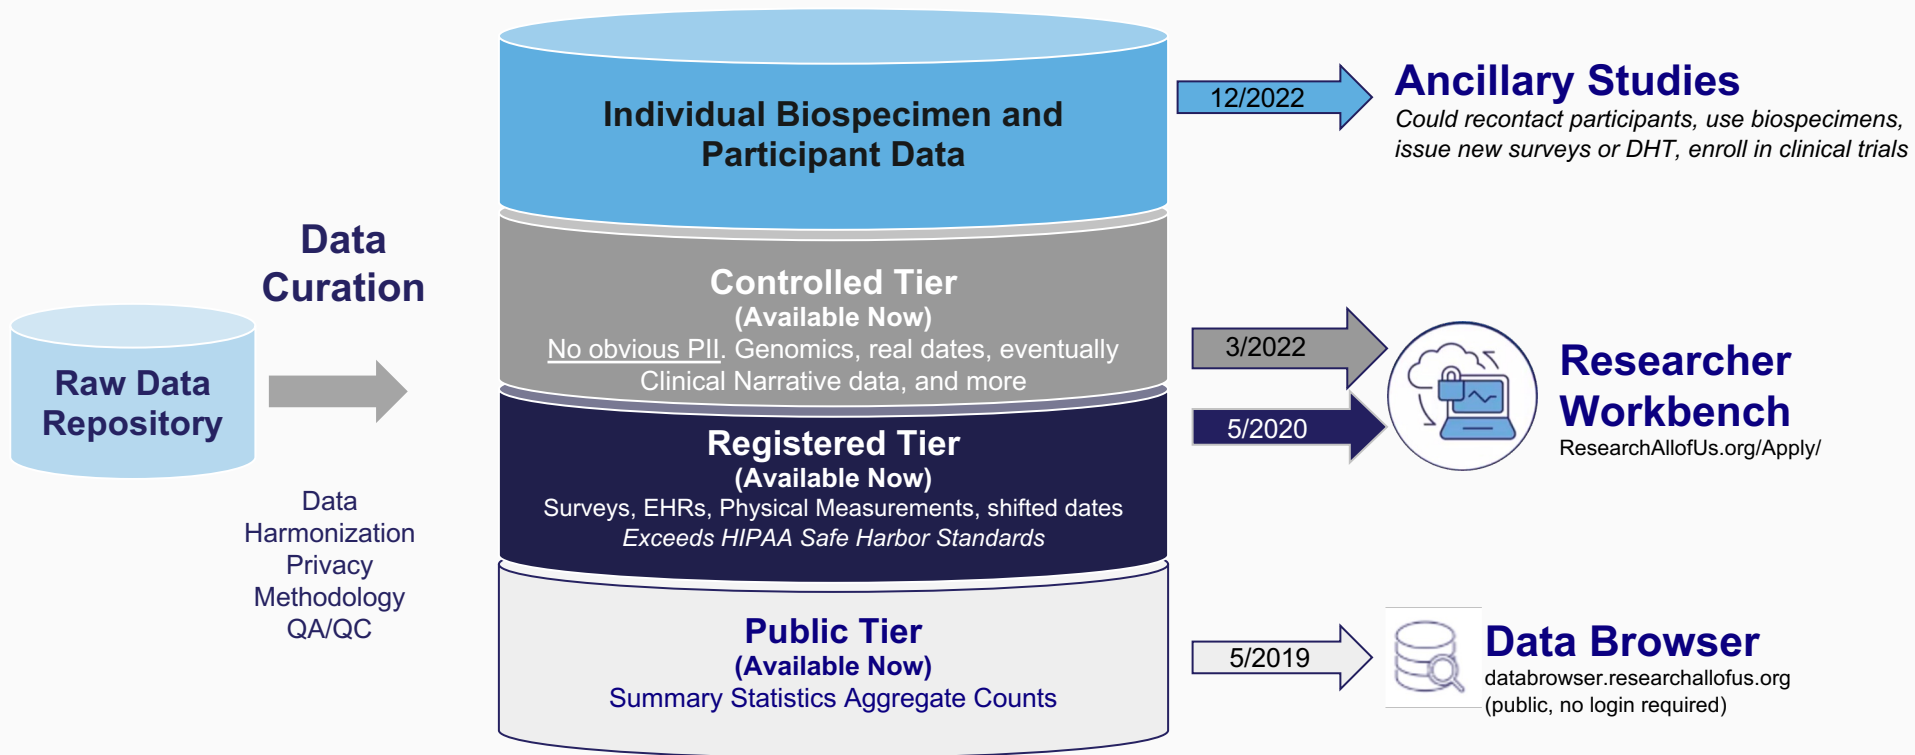 Raw Data
Repository
Data
Curation
Data
Harmonization
Privacy
Methodology
QA/QC
Individual Biospecimen and
Participant Data
12/2022
Ancillary Studies
Could recontact participants, use biospecimens,
issue new surveys or DHT, enroll in clinical trials
Controlled Tier
(Available Now)
No obvious PII. Genomics, real dates, eventually
Clinical Narrative data, and more
3/2022
Registered Tier
(Available Now)
Surveys, EHRs, Physical Measurements, shifted dates
Exceeds HIPAA Safe Harbor Standards
5/2020
Researcher
Workbench
ResearchAllofUs.org/Apply/
Public Tier
(Available Now)
Summary Statistics Aggregate Counts
5/2019
Data Browser
databrowser.researchallofus.org
(public, no login required)